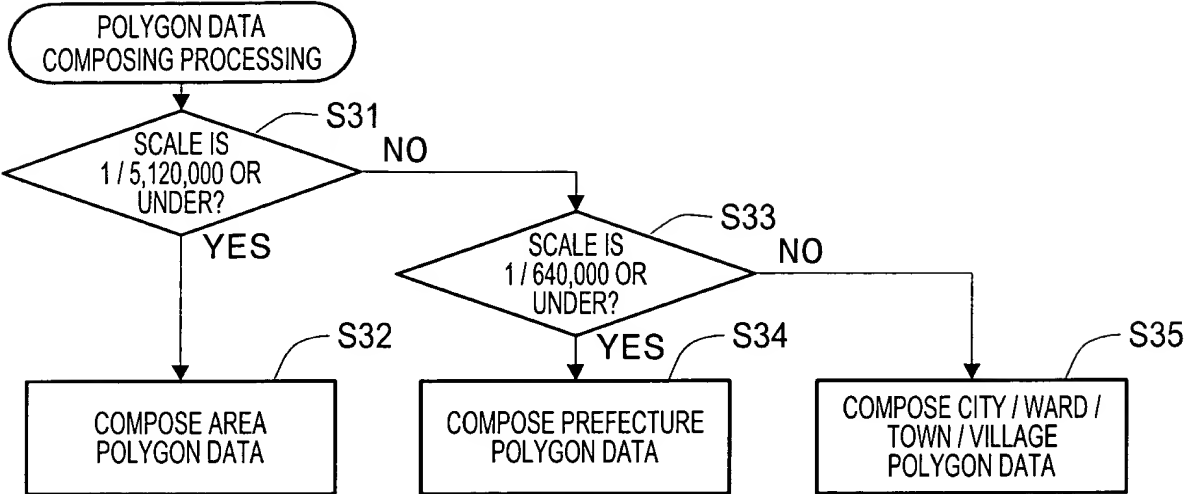 POLYGON DATA
COMPOSING PROCESSING
S31
SCALE IS
1 / 5,120,000 OR
UNDER?
NO
YES
S33
SCALE IS
1 / 640,000 OR
UNDER?
NO
YES
S32
COMPOSE AREA
POLYGON DATA
S34
COMPOSE PREFECTURE
POLYGON DATA
S35
COMPOSE CITY / WARD /
TOWN / VILLAGE
POLYGON DATA